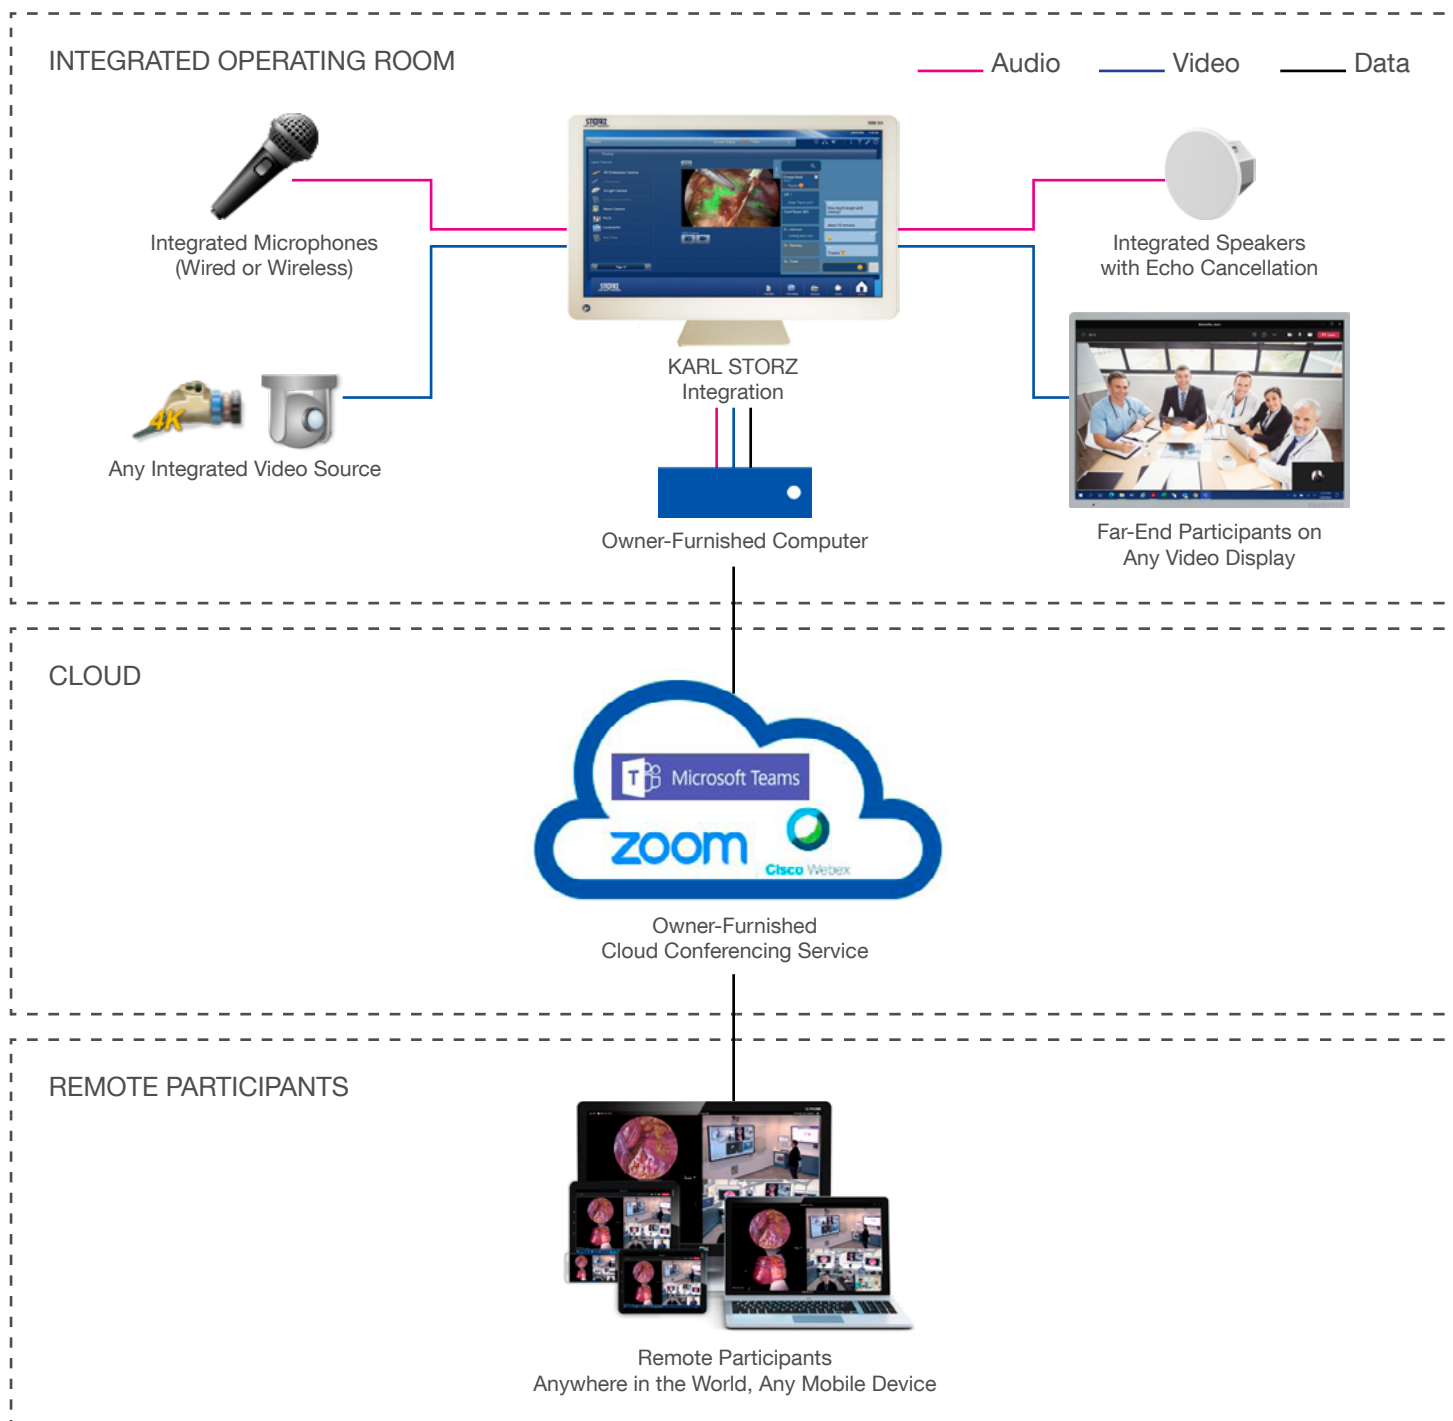 INTEGRATED OPERATING ROOM
Audio
Video
Data
STORZ
Integrated Microphones
(Wired or Wireless)
Integrated Speakers
with Echo Cancellation
KARL STORZ
Integration
4K
Any Integrated Video Source
Owner-Furnished Computer
Far-End Participants on
Any Video Display
CLOUD
Microsoft Teams
zoom
Cisco Webex
Owner-Furnished
Cloud Conferencing Service
REMOTE PARTICIPANTS
Remote Participants
Anywhere in the World, Any Mobile Device